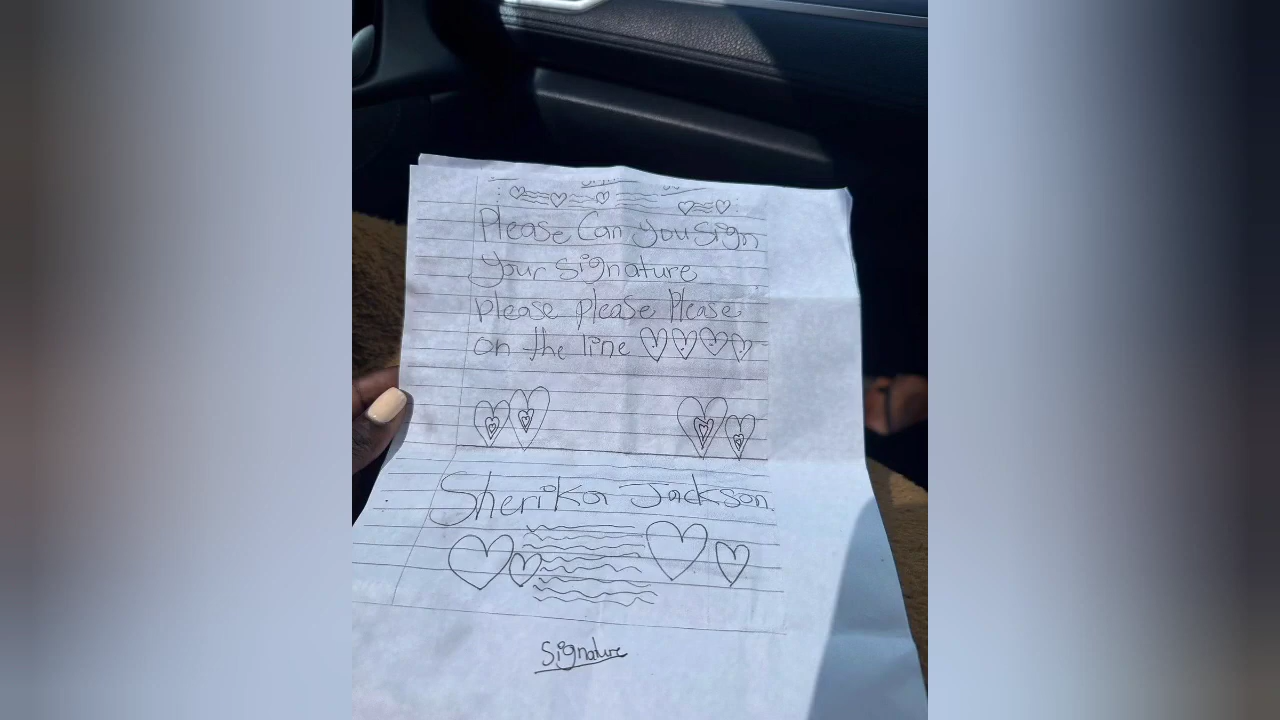 Please Can You Sign
Your Signature
please please Please
on the line
Sherika Jackson
Signature